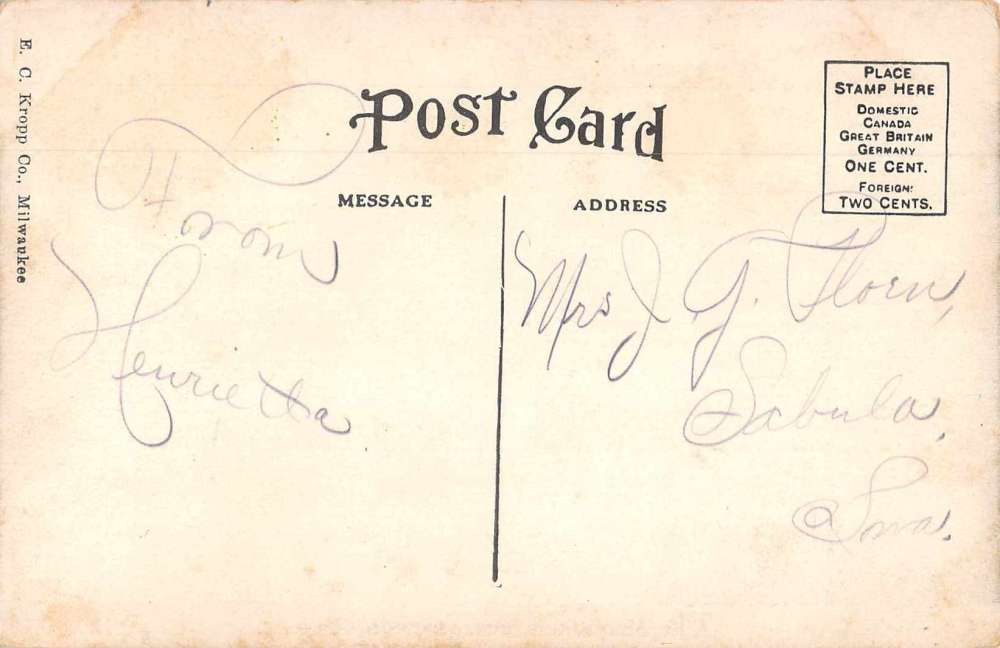 E. C. Kropp Co., Milwaukee
POST CARD
PLACE
STAMP HERE
DOMESTIC
CANADA
GREAT BRITAIN
GERMANY
ONE CENT.
FOREIGN:
TWO CENTS.
MESSAGE
ADDRESS
From
Henrietta
Mrs J. G. Thoen,
Sabula,
Iowa.